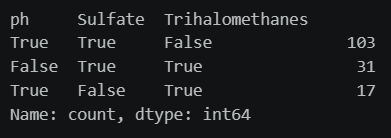 ph     Sulfate  Trihalomethanes
True   True     False              103
False  True     True                31
True   False    True                17
Name: count, dtype: int64